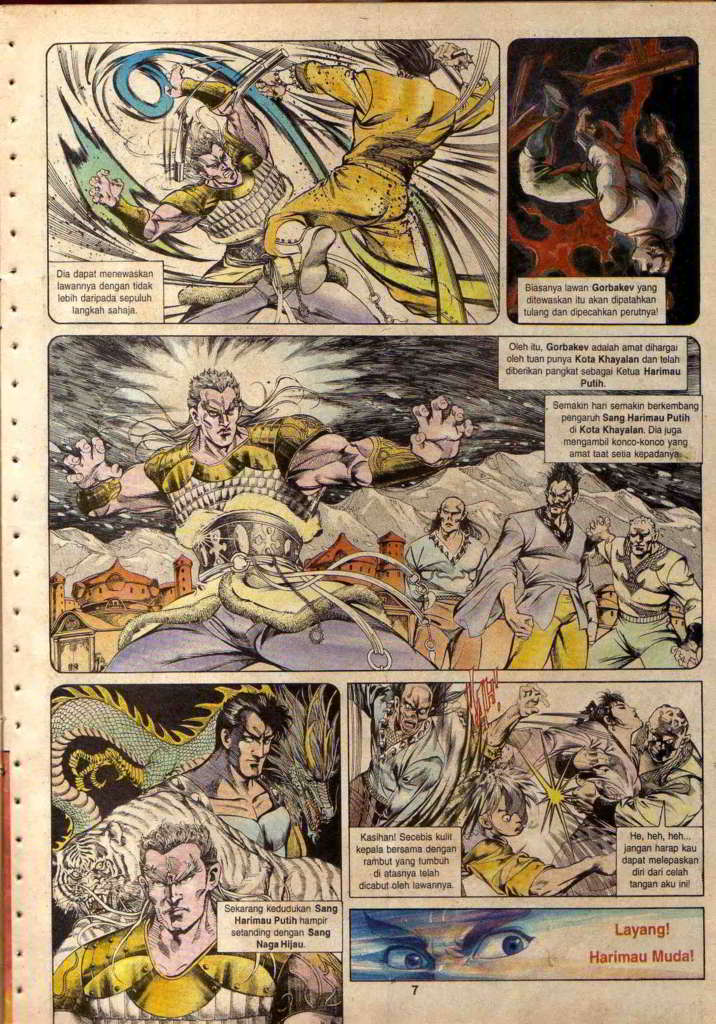 Dia dapat menewaskan
lawannya dengan tidak
lebih daripada sepuluh
langkah sahaja.
Biasanya lawan Gorbakev yang
ditewaskan itu akan dipatahkan
tulang dan dipecahkan perutnya!
Oleh itu, Gorbakev adalah amat dihargai
oleh tuan punya Kota Khayalan dan telah
diberikan pangkat sebagai Ketua Harimau
Putih.
Semakin hari semakin berkembang
pengaruh Sang Harimau Putih
di Kota Khayalan. Dia juga
mengambil konco-konco yang
amat taat setia kepadanya.
Sekarang kedudukan Sang
Harimau Putih hampir
setanding dengan Sang
Naga Hijau.
Kasihan! Secebis kulit
kepala bersama dengan
rambut yang tumbuh
di atasnya telah
dicabut oleh lawannya.
He, heh, heh...
jangan harap kau
dapat melepaskan
diri dari celah
tangan aku ini!
Layang!
Harimau Muda!
7